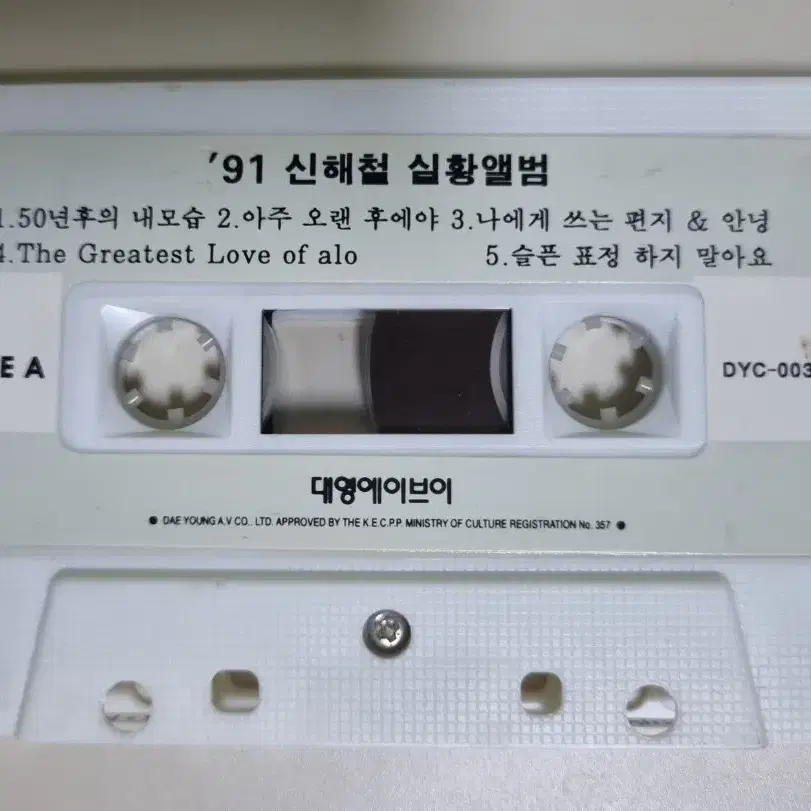 '91 신해철 실황앨범
1.50년후의 내모습 2.아주 오랜 후에야 3.나에게 쓰는 편지 & 안녕
4.The Greatest Love of alo 5.슬픈 표정 하지 말아요
E A
DYC-003
대영에이브이
● DAE YOUNG A.V CO., LTD. APPROVED BY THE K.E.C.P.P. MINISTRY OF CULTURE REGISTRATION No. 357 ●